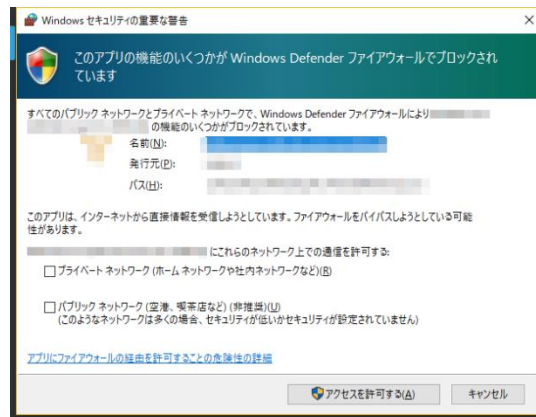 Windows セキュリティの重要な警告
このアプリの機能のいくつかが Windows Defender ファイアウォールでブロックされ
ています
すべてのパブリック ネットワークとプライベート ネットワークで、Windows Defender ファイアウォールにより
の機能のいくつかがブロックされています。
名前(N):
発行元(P):
パス(H):
このアプリは、インターネットから直接情報を受信しようとしています。ファイアウォールをバイパスしようとしている可能
性があります。
にこれらのネットワーク上での通信を許可する:
プライベート ネットワーク (ホーム ネットワークや社内ネットワークなど)(R)
パブリック ネットワーク (空港、喫茶店など) (非推奨)(U)
(このようなネットワークは多くの場合、セキュリティが低いかセキュリティが設定されていません)
アプリにファイアウォールの経由を許可することの危険性の詳細
アクセスを許可する(A) キャンセル